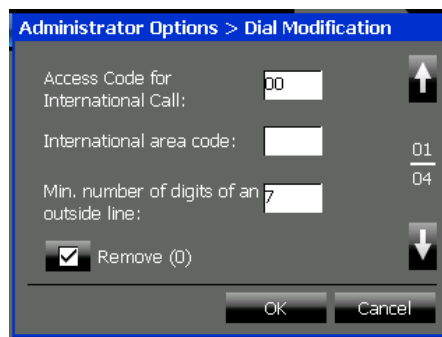 Administrator Options > Dial Modification
Access Code for
International Call:
00
International area code:
Min. number of digits of an
outside line:
7
Remove (0)
01
04
OK
Cancel